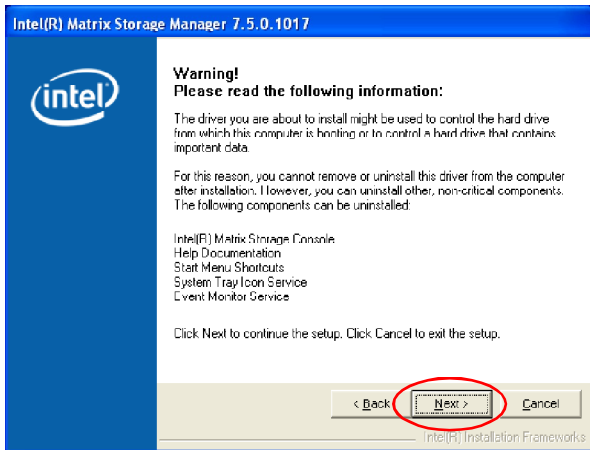 Intel(R) Matrix Storage Manager 7.5.0.1017
intel
Warning!
Please read the following information:
The driver you are about to install might be used to control the hard drive
from which this computer is booting or to control a hard drive that contains
important data.
For this reason, you cannot remove or uninstall this driver from the computer
after installation. However, you can uninstall other, non-critical components.
The following components can be uninstalled:
Intel(R) Matrix Storage Console
Help Documentation
Start Menu Shortcuts
System Tray Icon Service
Event Monitor Service
Click Next to continue the setup. Click Cancel to exit the setup.
< Back
Next >
Cancel
Intel(R) Installation Frameworks